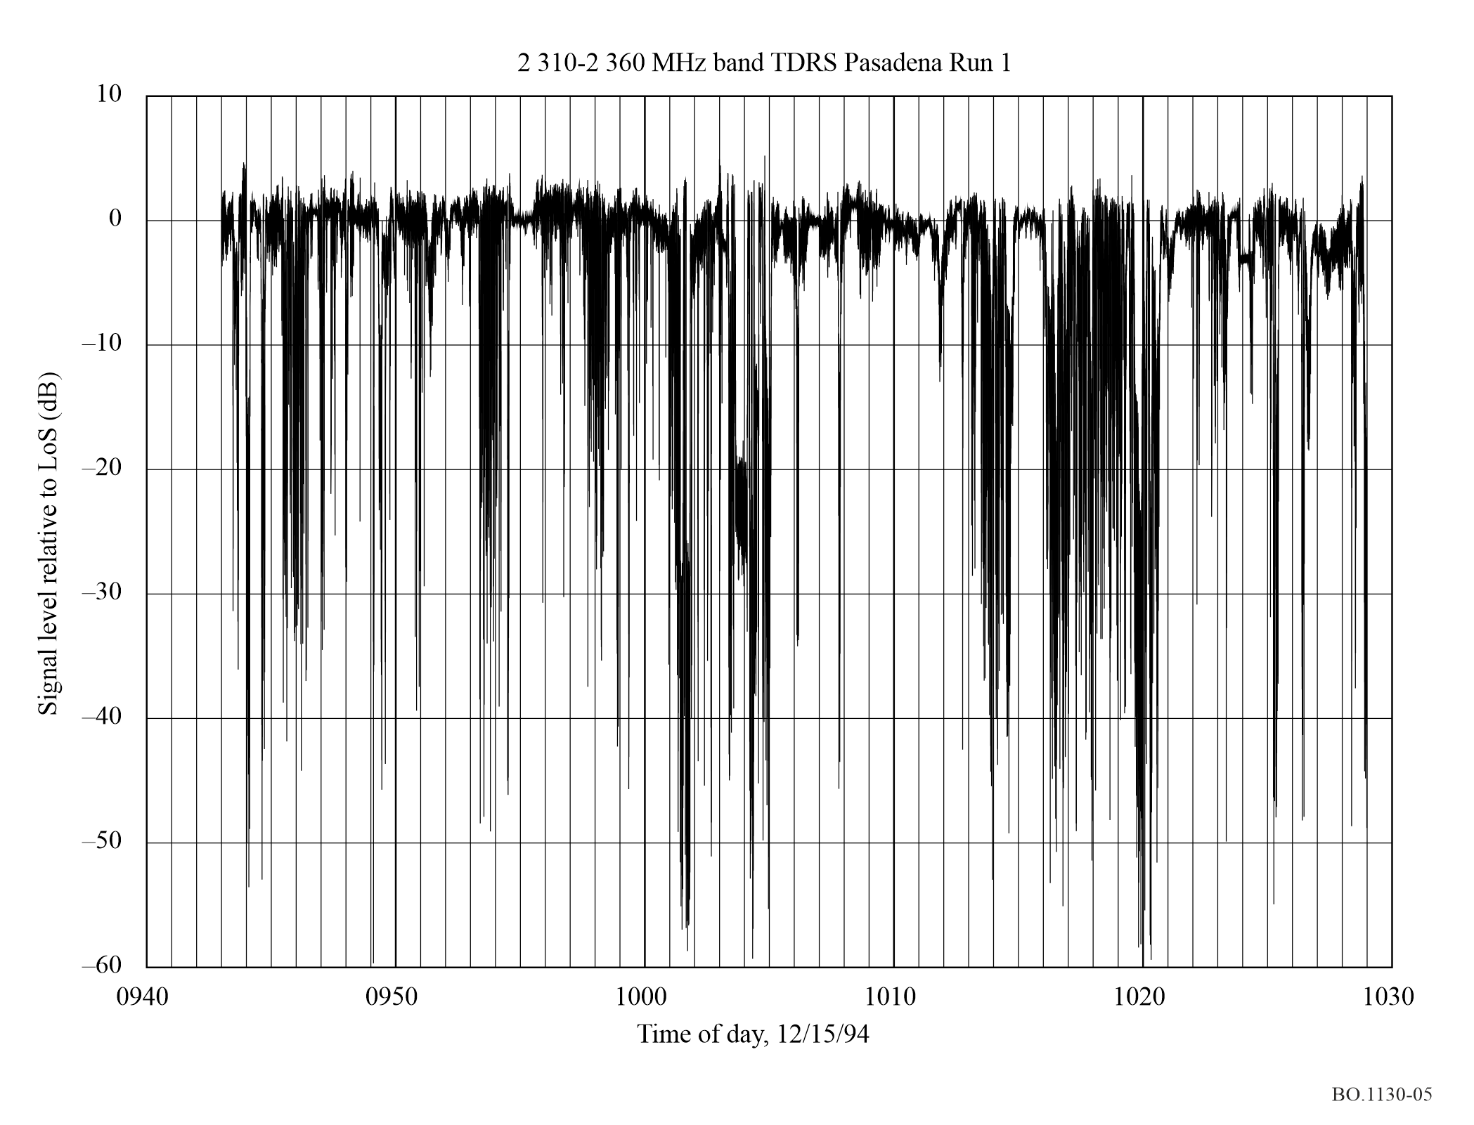 2 310-2 360 MHz band TDRS Pasadena Run 1
10
0
–10
–20
–30
–40
–50
–60
Signal level relative to LoS (dB)
0940 0950 1000 1010 1020 1030
Time of day, 12/15/94
BO.1130-05